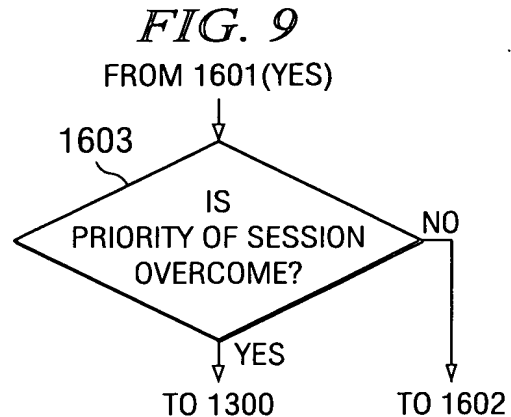 FIG. 9
FROM 1601(YES)
1603
IS
PRIORITY OF SESSION
OVERCOME?
NO
YES
TO 1300
TO 1602